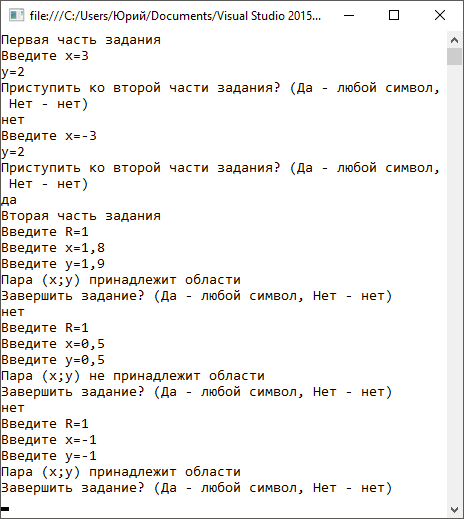 file:///C:/Users/Юрий/Documents/Visual Studio 2015...
Первая часть задания
Введите x=3
y=2
Приступить ко второй части задания? (Да - любой символ,
Нет - нет)
нет
Введите x=-3
y=2
Приступить ко второй части задания? (Да - любой символ,
Нет - нет)
да
Вторая часть задания
Введите R=1
Введите x=1,8
Введите y=1,9
Пара (x;y) принадлежит области
Завершить задание? (Да - любой символ, Нет - нет)
нет
Введите R=1
Введите x=0,5
Введите y=0,5
Пара (x;y) не принадлежит области
Завершить задание? (Да - любой символ, Нет - нет)
нет
Введите R=1
Введите x=-1
Введите y=-1
Пара (x;y) принадлежит области
Завершить задание? (Да - любой символ, Нет - нет)